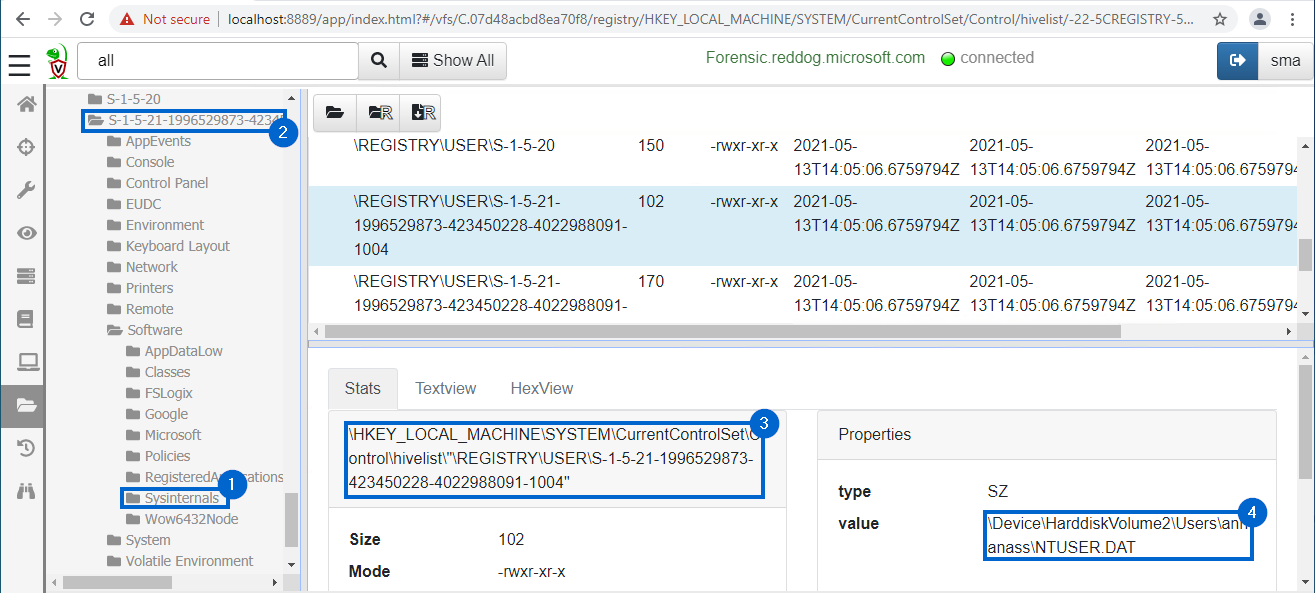 Not secure | localhost:8889/app/index.html?#/vfs/C.07d48acbd8ea70f8/registry/HKEY_LOCAL_MACHINE/SYSTEM/CurrentControlSet/Control/hivelist/-22-5CREGISTRY-5...
all
Show All
Forensic.reddog.microsoft.com
connected
sma
S-1-5-20
S-1-5-21-1996529873-4234
2
AppEvents
Console
Control Panel
EUDC
Environment
Keyboard Layout
Network
Printers
Remote
Software
AppDataLow
Classes
FSLogix
Google
Microsoft
Policies
RegisteredApplications
1
Sysinternals
Wow6432Node
System
Volatile Environment
R
R
\REGISTRY\USER\S-1-5-20 150 -rwxr-xr-x 2021-05- 2021-05- 2021-05-
13T14:05:06.6759794Z 13T14:05:06.6759794Z 13T14:05:06.6759794
\REGISTRY\USER\S-1-5-21- 102 -rwxr-xr-x 2021-05- 2021-05- 2021-05-
1996529873-423450228-4022988091- 13T14:05:06.6759794Z 13T14:05:06.6759794Z 13T14:05:06.6759794
1004
\REGISTRY\USER\S-1-5-21- 170 -rwxr-xr-x 2021-05- 2021-05- 2021-05-
1996529873-423450228-4022988091- 13T14:05:06.6759794Z 13T14:05:06.6759794Z 13T14:05:06.6759794
Stats Textview HexView
3
\HKEY_LOCAL_MACHINE\SYSTEM\CurrentControlSet\C
ontrol\hivelist\"\REGISTRY\USER\S-1-5-21-1996529873-
423450228-4022988091-1004"
Size 102
Mode -rwxr-xr-x
Properties
type SZ
4
value \Device\HarddiskVolume2\Users\ann
anass\NTUSER.DAT